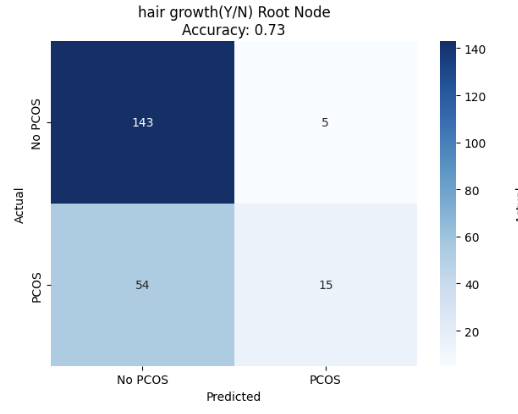 hair growth(Y/N) Root Node
Accuracy: 0.73
No PCOS
143
5
PCOS
54
15
Actual
No PCOS
PCOS
Predicted
140
120
100
80
60
40
20